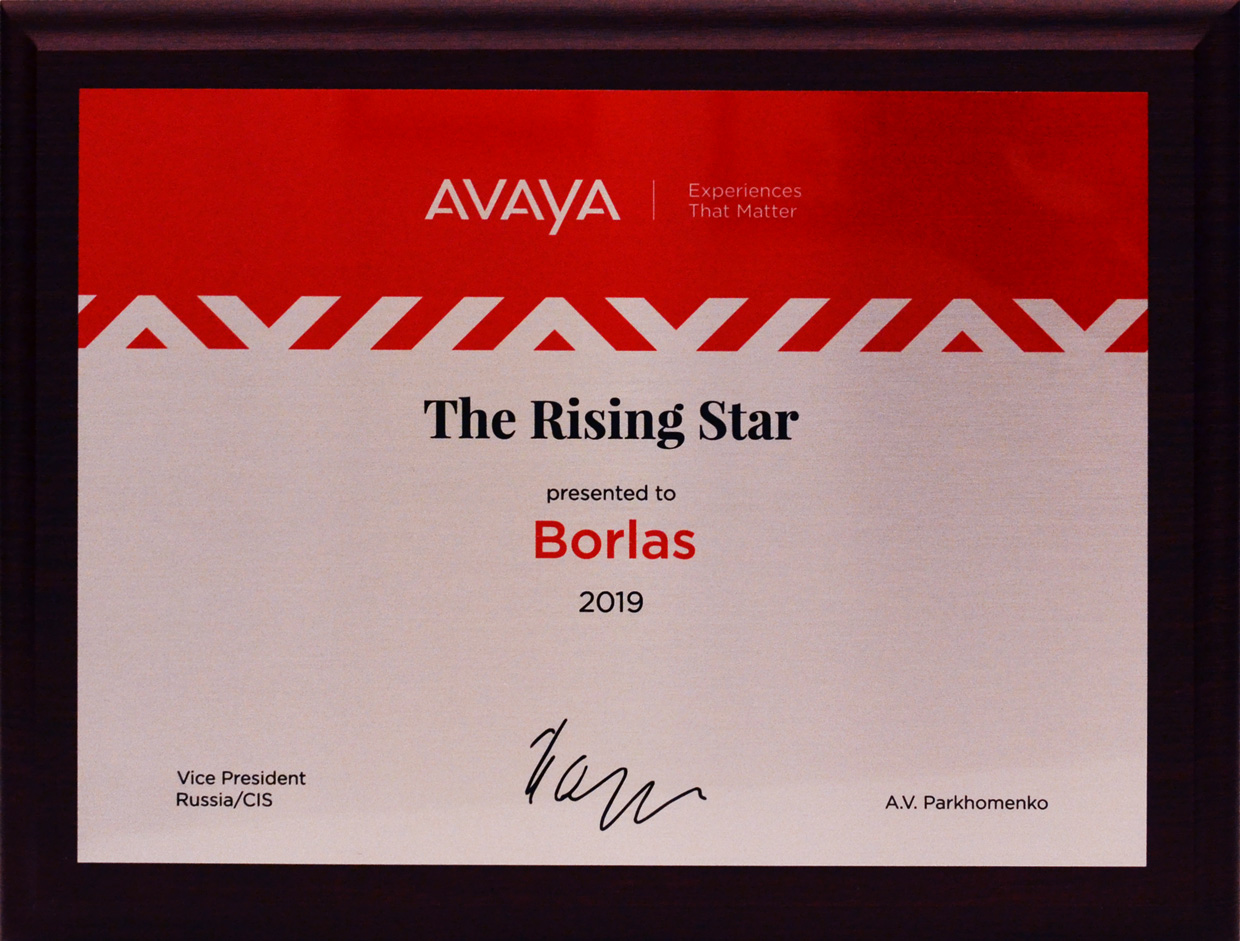 AVAYA
Experiences
That Matter
The Rising Star
presented to
Borlas
2019
Vice President
Russia/CIS
A.V. Parkhomenko